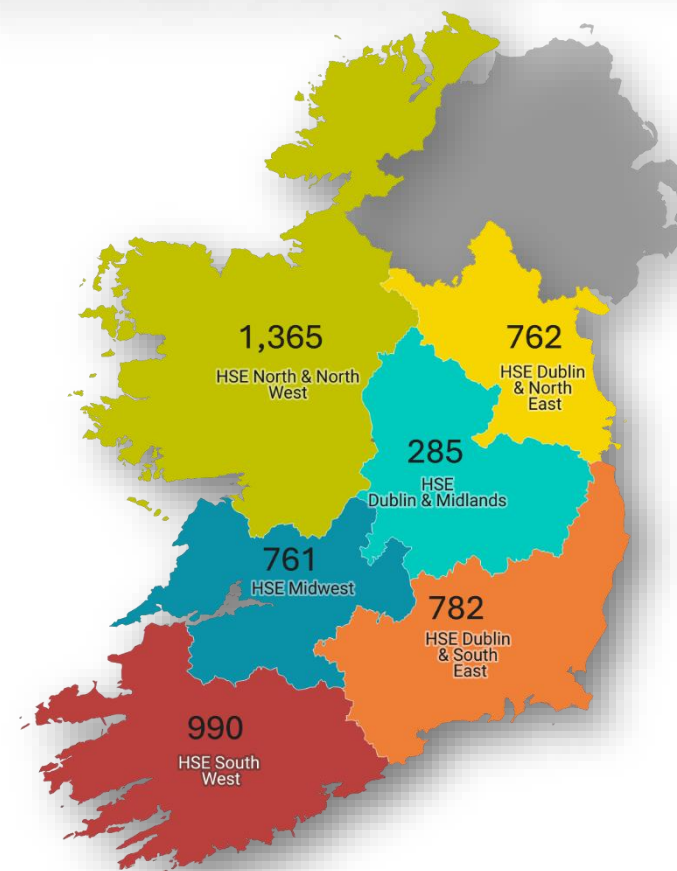 1,365
HSE North & North
West
762
HSE Dublin
& North
East
285
HSE
Dublin & Midlands
761
HSE Midwest
782
HSE Dublin
& South
East
990
HSE South
West